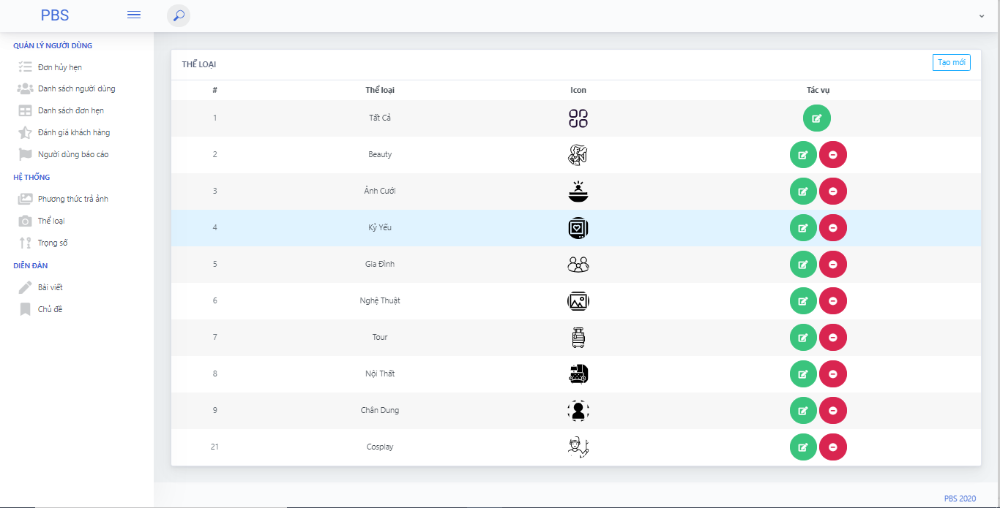 PBS
QUẢN LÝ NGƯỜI DÙNG
Đơn hủy hẹn
Danh sách người dùng
Danh sách đơn hẹn
Đánh giá khách hàng
Người dùng báo cáo
HỆ THỐNG
Phương thức trả ảnh
Thể loại
Trọng số
DIỄN ĐÀN
Bài viết
Chủ đề
THỂ LOẠI
Tạo mới
# Thể loại Icon Tác vụ
1 Tất Cả
2 Beauty
3 Ảnh Cưới
4 Kỷ Yếu
5 Gia Đình
6 Nghệ Thuật
7 Tour
8 Nội Thất
9 Chân Dung
21 Cosplay
PBS 2020